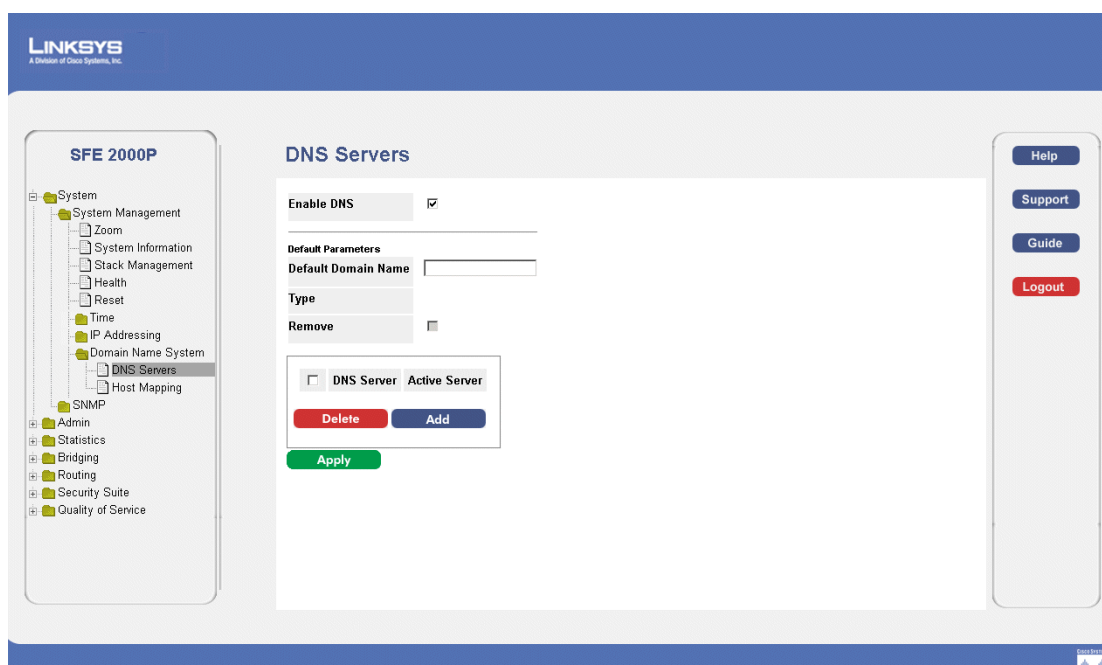 LINKSYS
A Division of Cisco Systems, Inc.
SFE 2000P
System
System Management
Zoom
System Information
Stack Management
Health
Reset
Time
IP Addressing
Domain Name System
DNS Servers
Host Mapping
SNMP
Admin
Statistics
Bridging
Routing
Security Suite
Quality of Service
DNS Servers
Enable DNS
Default Parameters
Default Domain Name
Type
Remove
DNS Server Active Server
Delete Add
Apply
Help
Support
Guide
Logout